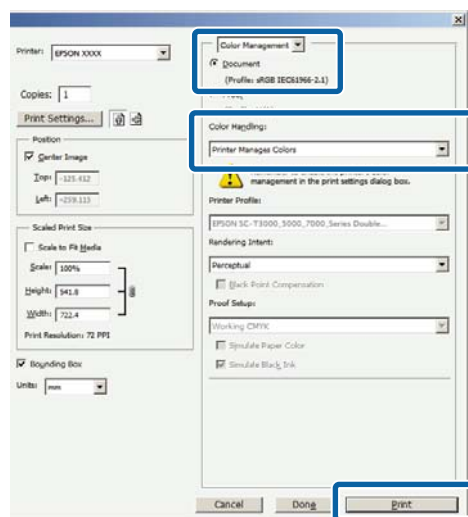 Printer:
EPSON XXXX
Copies:
1
Print Settings...
Position
Center Image
Top:
-125.412
Left:
-259.115
Scaled Print Size
Scale to Fit Media
Scale:
100%
Height:
541.8
Width:
722.4
Print Resolution: 72 PPI
Bounding Box
Units:
mm
Color Management
Document
(Profile: sRGB IEC61966-2.1)
Color Handling:
Printer Manages Colors
management in the print settings dialog box.
Printer Profile:
EPSON SC-T3000_5000_7000_Series Double...
Rendering Intent:
Perceptual
Black Point Compensation
Proof Setup:
Working CMYK
Simulate Paper Color
Simulate Black Ink
Cancel
Done
Print